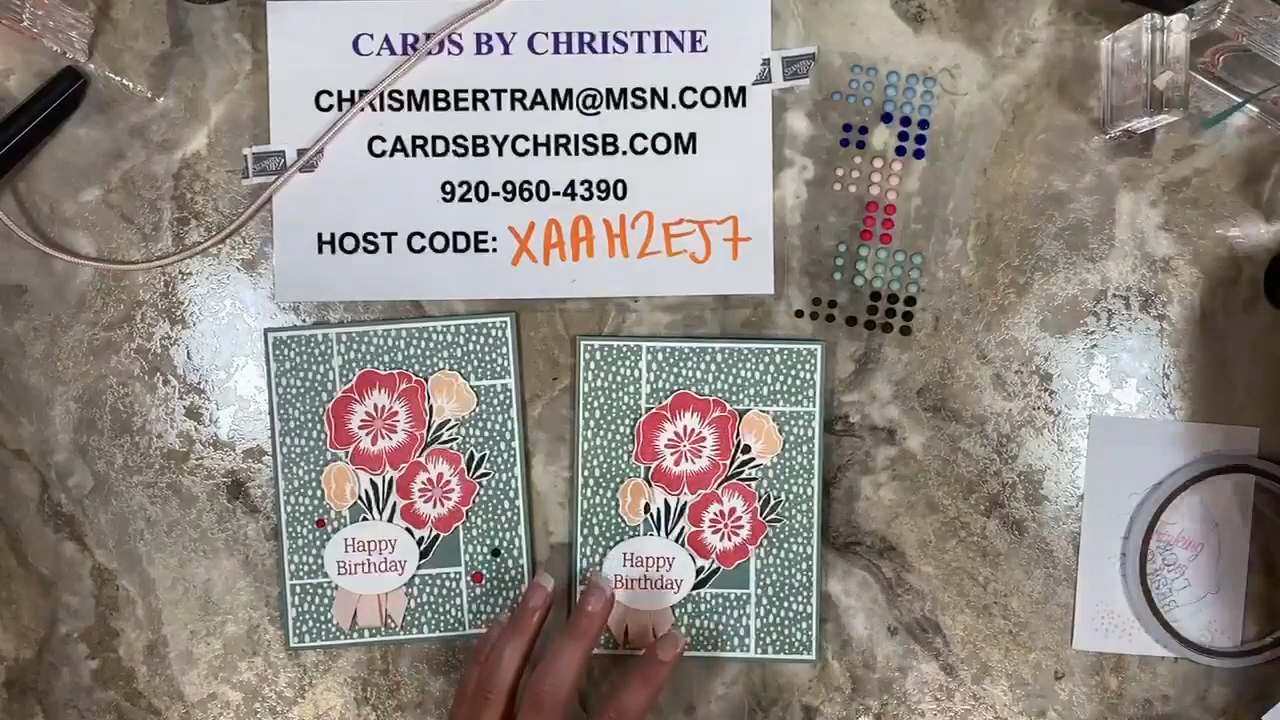 CARDS BY CHRISTINE
CHRISMBERTRAM@MSN.COM
CARDSBYCHRISB.COM
920-960-4390
HOST CODE: XAAH2EJ7
Happy
Birthday
Happy
Birthday